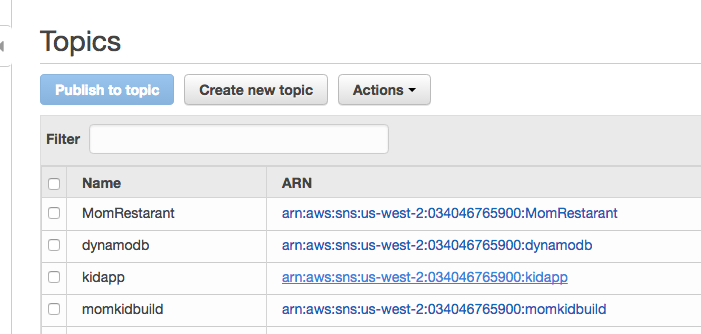 Topics
Publish to topic Create new topic Actions
Filter
Name ARN
MomRestarant arn:aws:sns:us-west-2:034046765900:MomRestarant
dynamodb arn:aws:sns:us-west-2:034046765900:dynamodb
kidapp arn:aws:sns:us-west-2:034046765900:kidapp
momkidbuild arn:aws:sns:us-west-2:034046765900:momkidbuild